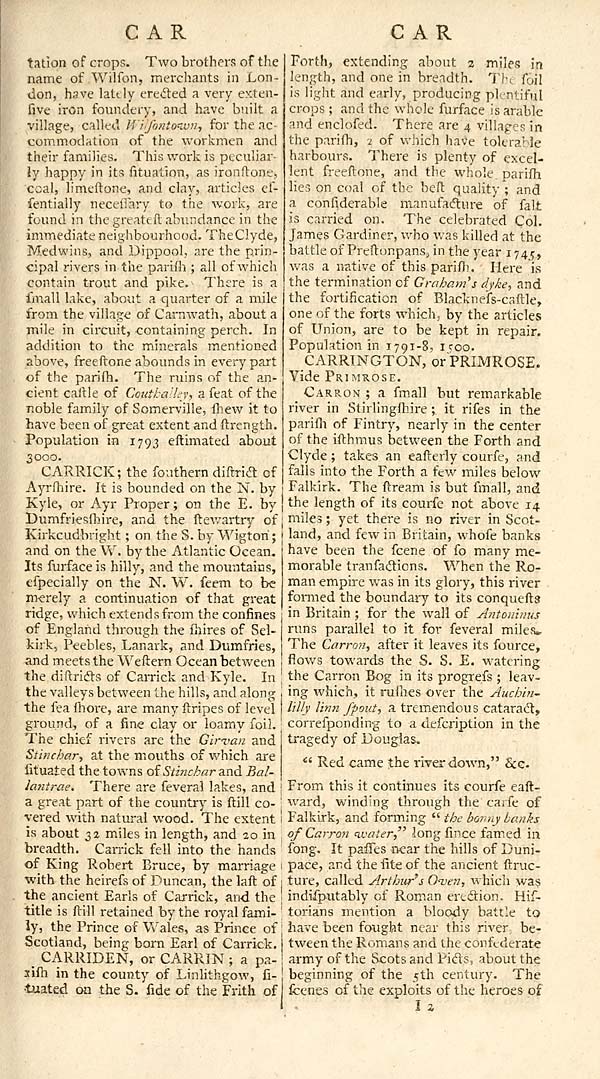 CAR
tation of crops. Two brothers of the
name of Wilſon, merchants in Lon-
don, have lately erected a very exten-
ſive iron foundery, and have built a
village, called Wilſontown, for the ac-
commodation of the workmen and
their families. This work is peculiar-
ly happy in its ſituation, as ironſtone,
coal, limeſtone, and clay, articles eſ-
ſentially neceſſary to the work, are
found in the greateſt abundance in the
immediate neighbourhood. The Clyde,
Medwins, and Dippool, are the prin-
cipal rivers in the pariſh ; all of which
contain trout and pike. There is a
ſmall lake, about a quarter of a mile
from the village of Carnwath, about a
mile in circuit, containing perch. In
addition to the minerals mentioned
above, freeſtone abounds in every part
of the pariſh. The ruins of the an-
cient caſtle of Couthalley, a ſeat of the
noble family of Somerville, ſhew it to
have been of great extent and ſtrength.
Population in 1793 eſtimated about
3000.
CARRICK; the ſouthern diſtrict of
Ayrſhire. It is bounded on the N. by
Kyle, or Ayr Proper; on the E. by
Dumfriesſhire, and the ſtewartry of
Kirkcudbright ; on the S. by Wigton ;
and on the W. by the Atlantic Ocean.
Its ſurface is hilly, and the mountains,
eſpecially on the N. W. ſeem to be
merely a continuation of that great
ridge, which extends from the confines
of England through the ſhires of Sel-
kirk, Peebles, Lanark, and Dumfries,
and meets the Weſtern Ocean between
the diſtricts of Carrick and Kyle. In
the valleys between the hills, and along
the ſea ſhore, are many ſtripes of level
ground, of a fine clay or loamy ſoil.
The chief rivers are the Girvan and
Stinchar, at the mouths of which are
ſituated the towns of Stinchar and Bal-
lantrae. There are ſeveral lakes, and
a great part of the country is ſtill co-
vered with natural wood. The extent
is about 32 miles in length, and 20 in
breadth. Carrick fell into the hands
of King Robert Bruce, by marriage
with the heireſs of Duncan, the laſt of
the ancient Earls of Carrick, and the
title is ſtill retained by the royal fami-
ly, the Prince of Wales, as Prince of
Scotland, being born Earl of Carrick.
CARRIDEN, or CARRIN ; a pa-
riſh in the county of Linlithgow, ſi-
tuated on the S. ſide of the Frith of
CAR
Forth, extending about 2 miles in
length, and one in breadth. The ſoil
is light and early, producing plentiful
crops ; and the whole ſurface is arable
and encloſed. There are 4 villages in
the pariſh, 2 of which have tolerable
harbours. There is plenty of excel-
lent freeſtone, and the whole pariſh
lies on coal of the beſt quality ; and
a conſiderable manufacture of ſalt
is carried on. The celebrated Col.
James Gardiner, who was killed at the
battle of Preſtonpans, in the year 1745,
was a native of this pariſh. Here is
the termination of Graham's dyke, and
the fortification of Blackneſs-caſtle,
one of the forts which, by the articles
of Union, are to be kept in repair.
Population in 1791-8, 1500.
CARRINGTON, or PRIMROSE.
Vide PRIMROSE.
CARRON ; a ſmall but remarkable
river in Stirlingſhire ; it riſes in the
pariſh of Fintry, nearly in the center
of the iſthmus between the Forth and
Clyde ; takes an eaſterly courſe, and
falls into the Forth a few miles below
Falkirk. The ſtream is but ſmall, and
the length of its courſe not above 14
miles ; yet there is no river in Scot-
land, and few in Britain, whoſe banks
have been the ſcene of ſo many me-
morable tranſactions. When the Ro-
man empire was in its glory, this river
formed the boundary to its conqueſts
in Britain ; for the wall of Antoninus
runs parallel to it for ſeveral miles.
The Carron, after it leaves its ſource,
flows towards the S. S. E. watering
the Carron Bog in its progreſs ; leav-
ing which, it ruſhes over the Auchin-
lilly linn ſpout, a tremendous cataract,
correſponding to a deſcription in the
tragedy of Douglas.
“ Red came the river down,” &c.
From this it continues its courſe eaſt-
ward, winding through the carſe of
Falkirk, and forming “ the bonny banks
of Carron water,” long ſince famed in
ſong. It paſſes near the hills of Duni-
pace, and the ſite of the ancient ſtruc-
ture, called Arthur's Oven, which was
indiſputably of Roman erection. Hiſ-
torians mention a bloody battle to
have been fought near this river, be-
tween the Romans and the confederate
army of the Scots and Picts, about the
beginning of the 5th century. The
ſcenes of the exploits of the heroes of
I 2